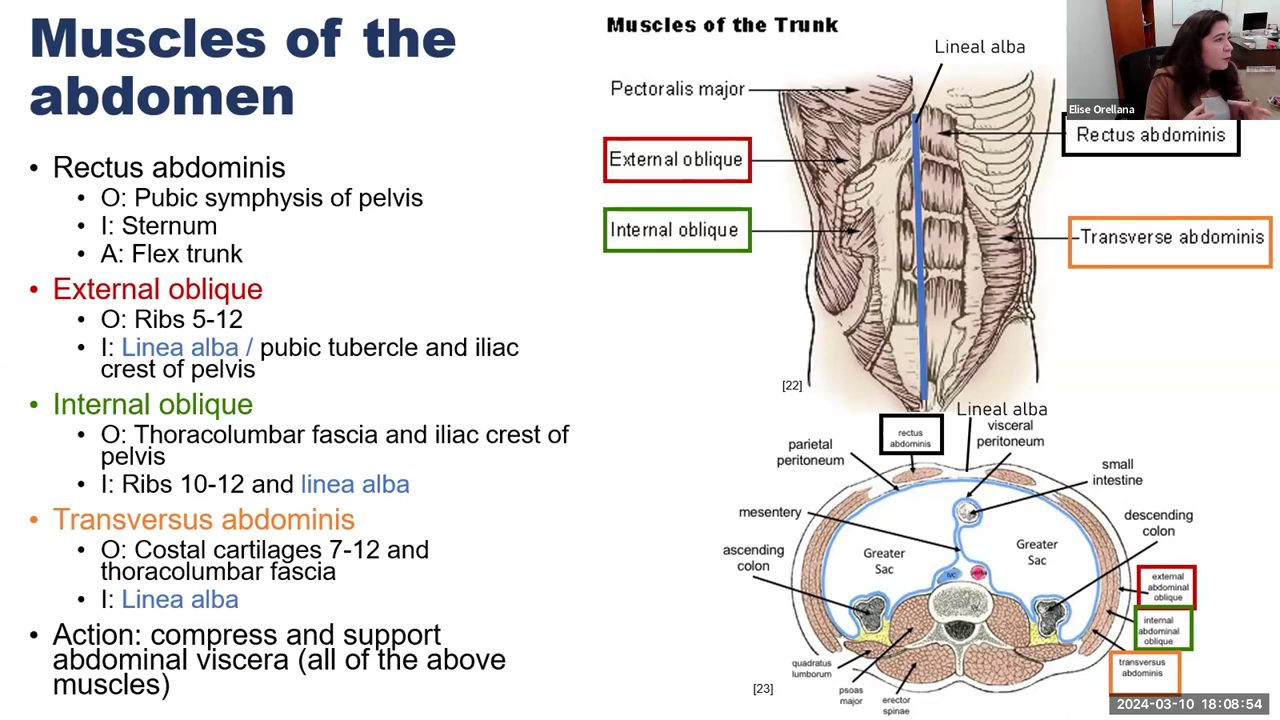 Muscles of the
abdomen
• Rectus abdominis
• O: Pubic symphysis of pelvis
• I: Sternum
• A: Flex trunk
• External oblique
• O: Ribs 5-12
• I: Linea alba / pubic tubercle and iliac
crest of pelvis
• Internal oblique
• O: Thoracolumbar fascia and iliac crest of
pelvis
• I: Ribs 10-12 and linea alba
• Transversus abdominis
• O: Costal cartilages 7-12 and
thoracolumbar fascia
• I: Linea alba
• Action: compress and support
abdominal viscera (all of the above
muscles)
Muscles of the Trunk
Lineal alba
Pectoralis major
External oblique
Internal oblique
Rectus abdominis
Transverse abdominis
[22]
Elise Orellana
Lineal alba
rectus
abdominis
visceral
peritoneum
parietal
peritoneum
small
intestine
mesentery
descending
colon
ascending
colon
Greater
Sac
Greater
Sac
IVC
aorta
external
abdominal
oblique
internal
abdominal
oblique
transversus
abdominis
quadratus
lumborum
psoas
major
erector
spinae
[23]
2024-03-10 18:08:54